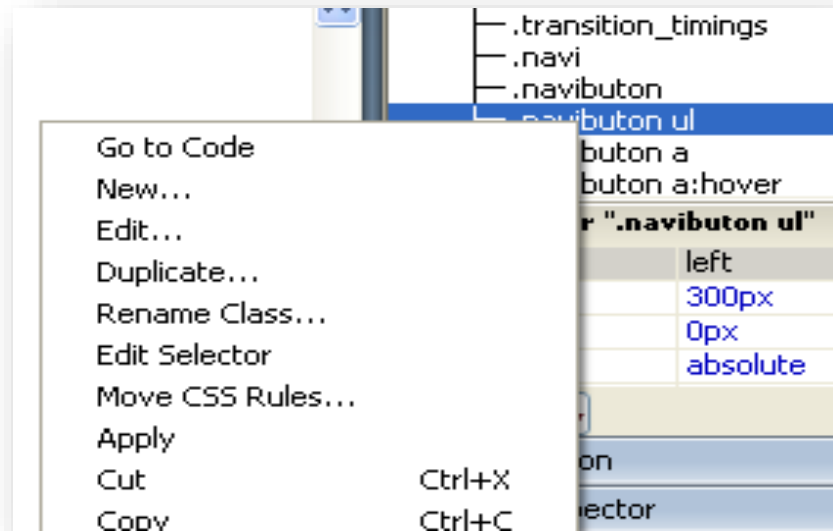 .transition_timings
.navi
.navibuton
.navibuton ul
buton a
buton a:hover
r ".navibuton ul"
left
300px
0px
absolute
on
ector
Go to Code
New...
Edit...
Duplicate...
Rename Class...
Edit Selector
Move CSS Rules...
Apply
Cut Ctrl+X
Copy Ctrl+C